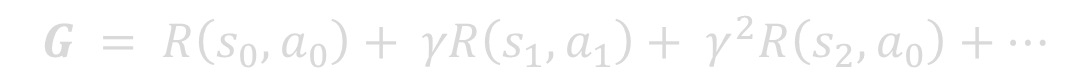 G = R(s₀, a₀) + γR(s₁, a₁) + γ²R(s₂, a₀) + ⋯